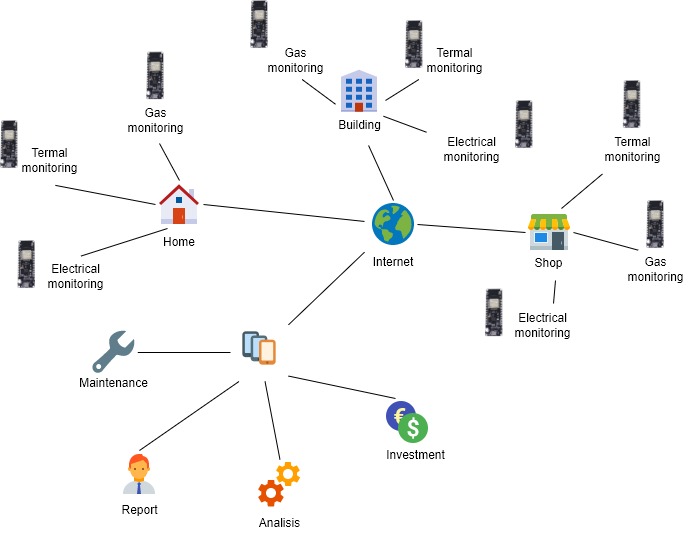 Gas
monitoring
Termal
monitoring
Building
Electrical
monitoring
Gas
monitoring
Termal
monitoring
Electrical
monitoring
Home
Internet
Termal
monitoring
Gas
monitoring
Shop
Electrical
monitoring
Maintenance
Investment
Report
Analisis